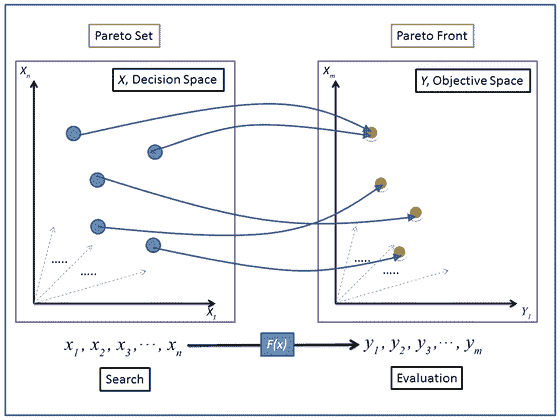 Pareto Set
Pareto Front
Xn
X, Decision Space
Xm
Y, Objective Space
.....
.....
.....
.....
X1
Y1
x1, x2, x3, ..., xn
F(x)
y1, y2, y3, ..., ym
Search
Evaluation